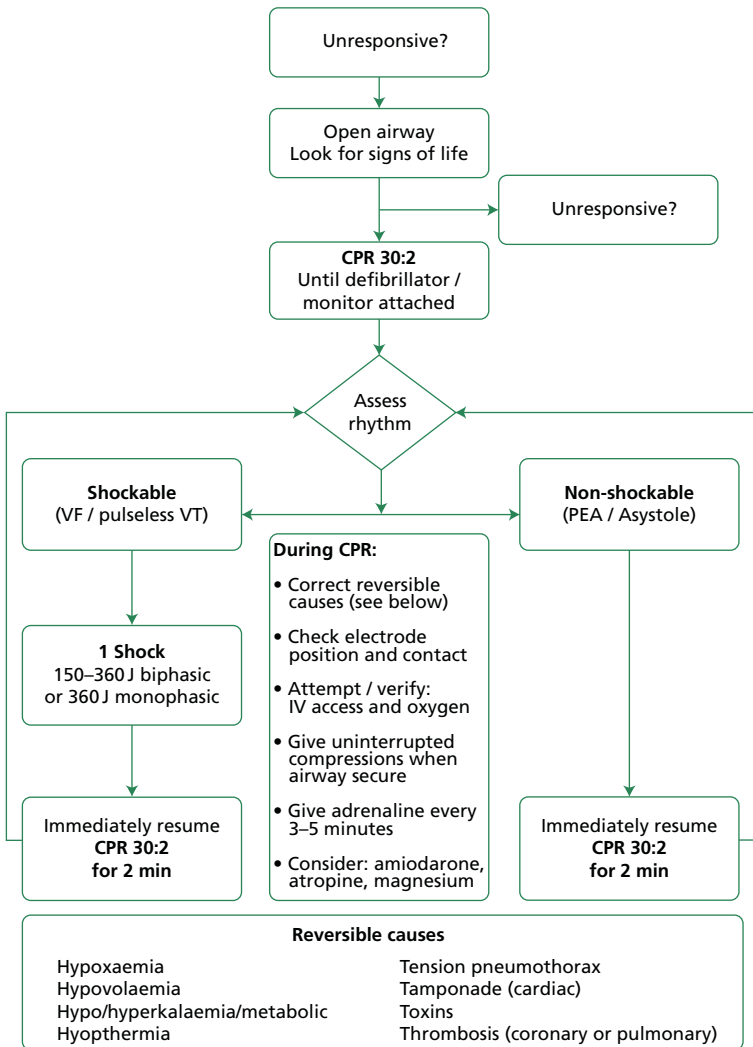 Unresponsive?
Open airway
Look for signs of life
Unresponsive?
CPR 30:2
Until defibrillator /
monitor attached
Assess
rhythm
Shockable
(VF / pulseless VT)
Non-shockable
(PEA / Asystole)
1 Shock
150–360 J biphasic
or 360 J monophasic
Immediately resume
CPR 30:2
for 2 min
During CPR:
• Correct reversible
causes (see below)
• Check electrode
position and contact
• Attempt / verify:
IV access and oxygen
• Give uninterrupted
compressions when
airway secure
• Give adrenaline every
3–5 minutes
• Consider: amiodarone,
atropine, magnesium
Immediately resume
CPR 30:2
for 2 min
Reversible causes
Hypoxaemia
Hypovolaemia
Hypo/hyperkalaemia/metabolic
Hyopthermia
Tension pneumothorax
Tamponade (cardiac)
Toxins
Thrombosis (coronary or pulmonary)